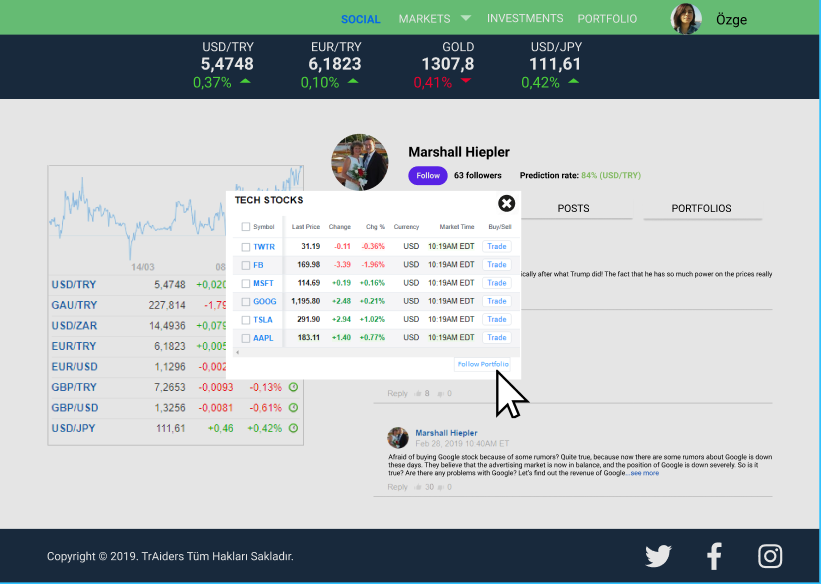 SOCIAL MARKETS INVESTMENTS PORTFOLIO Özge
USD/TRY EUR/TRY GOLD USD/JPY
5,4748 6,1823 1307,8 111,61
0,37% 0,10% 0,41% 0,42%
Marshall Hiepler
Follow 63 followers Prediction rate: 84% (USD/TRY)
POSTS PORTFOLIOS
TECH STOCKS
Symbol Last Price Change Chg % Currency Market Time Buy/Sell
TWTR 31.19 -0.11 -0.36% USD 10:19AM EDT Trade
FB 169.98 -3.39 -1.96% USD 10:19AM EDT Trade
MSFT 114.69 +0.19 +0.16% USD 10:19AM EDT Trade
GOOG 1,195.80 +2.48 +0.21% USD 10:19AM EDT Trade
TSLA 291.90 +2.94 +1.02% USD 10:19AM EDT Trade
AAPL 183.11 +1.40 +0.77% USD 10:19AM EDT Trade
Follow Portfolio
14/03 08
USD/TRY 5,4748 +0,020
GAU/TRY 227,814 -1,79
USD/ZAR 14,4936 +0,079
EUR/TRY 6,1823 +0,005
EUR/USD 1,1296 -0,002
GBP/TRY 7,2653 -0,0093 -0,13%
GBP/USD 1,3256 -0,0081 -0,61%
USD/JPY 111,61 +0,46 +0,42%
ically after what Trump did! The fact that he has so much power on the prices really
Reply 8 0
Marshall Hiepler
Feb 28, 2019 10:40AM ET
Afraid of buying Google stock because of some rumors? Quite true, because now there are some rumors about Google is down
these days. They believe that the advertising market is now in balance, and the position of Google is down severely. So is it
true? Are there any problems with Google? Let's find out the revenue of Google...see more
Reply 30 0
Copyright © 2019. TrAiders Tüm Hakları Sakladır.